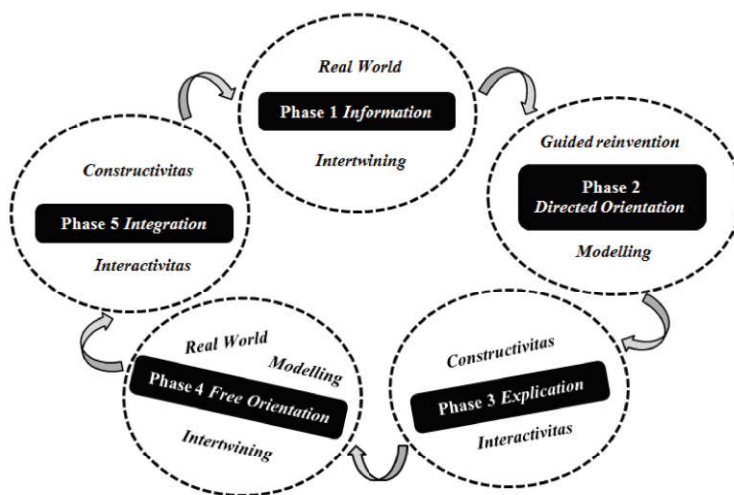 Real World
Phase 1 Information
Intertwining
Guided reinvention
Phase 2
Directed Orientation
Modelling
Constructivitas
Phase 3 Explication
Interactivitas
Real World
Modelling
Phase 4 Free Orientation
Intertwining
Constructivitas
Phase 5 Integration
Interactivitas